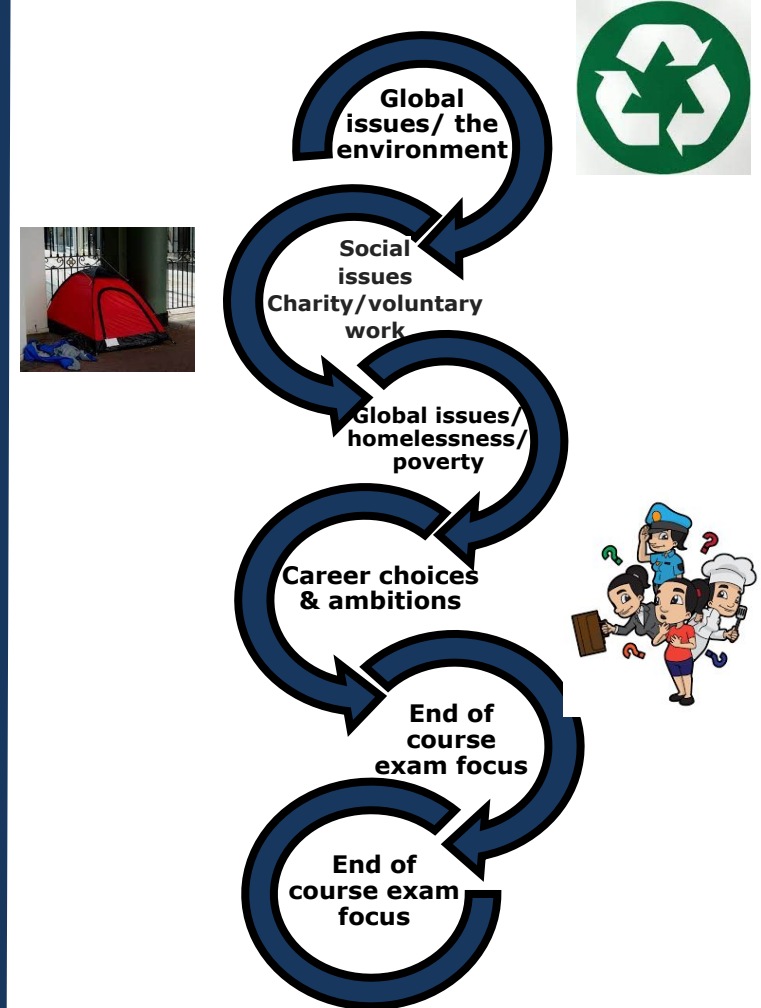 Global
issues/ the
environment
Social
issues
Charity/voluntary
work
Global issues/
homelessness/
poverty
Career choices
& ambitions
End of
course
exam focus
End of
course exam
focus